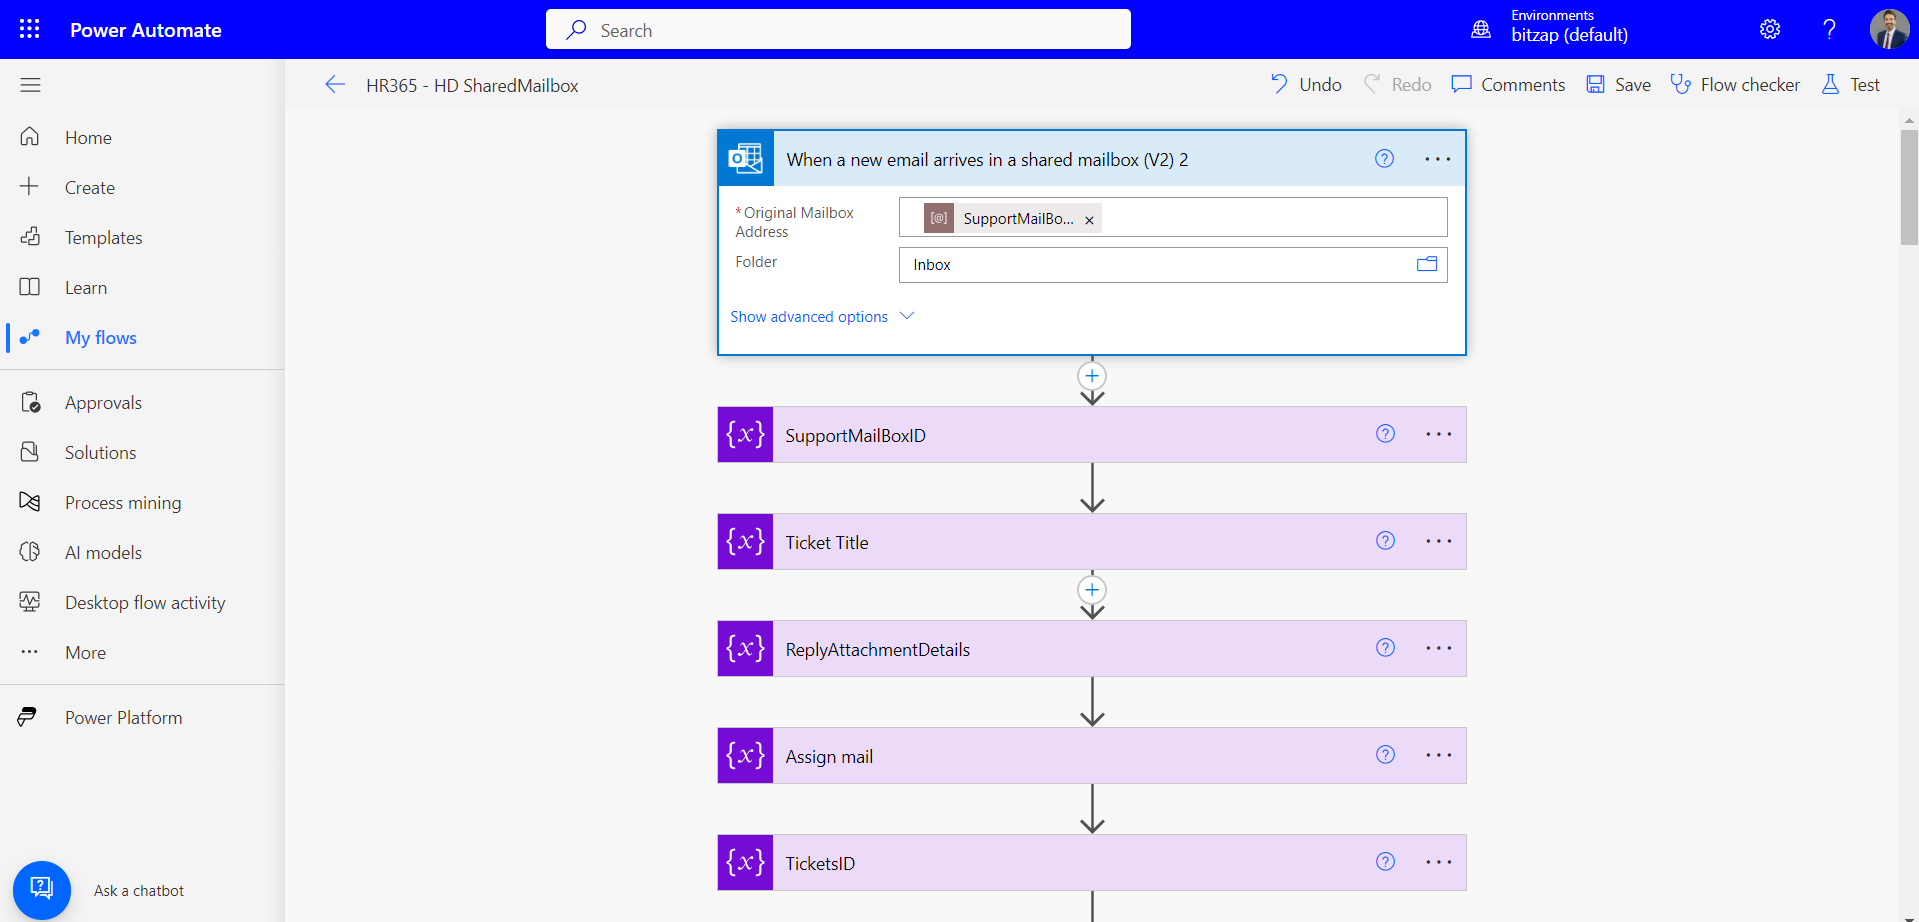 Power Automate
Search
Environments
bitzap (default)
HR365 - HD SharedMailbox
Undo
Redo
Comments
Save
Flow checker
Test
Home
Create
Templates
Learn
My flows
Approvals
Solutions
Process mining
AI models
Desktop flow activity
More
Power Platform
Ask a chatbot
When a new email arrives in a shared mailbox (V2) 2
*Original Mailbox
Address
SupportMailBo... ×
Folder
Inbox
Show advanced options
{x} SupportMailBoxID
{x} Ticket Title
{x} ReplyAttachmentDetails
{x} Assign mail
{x} TicketsID